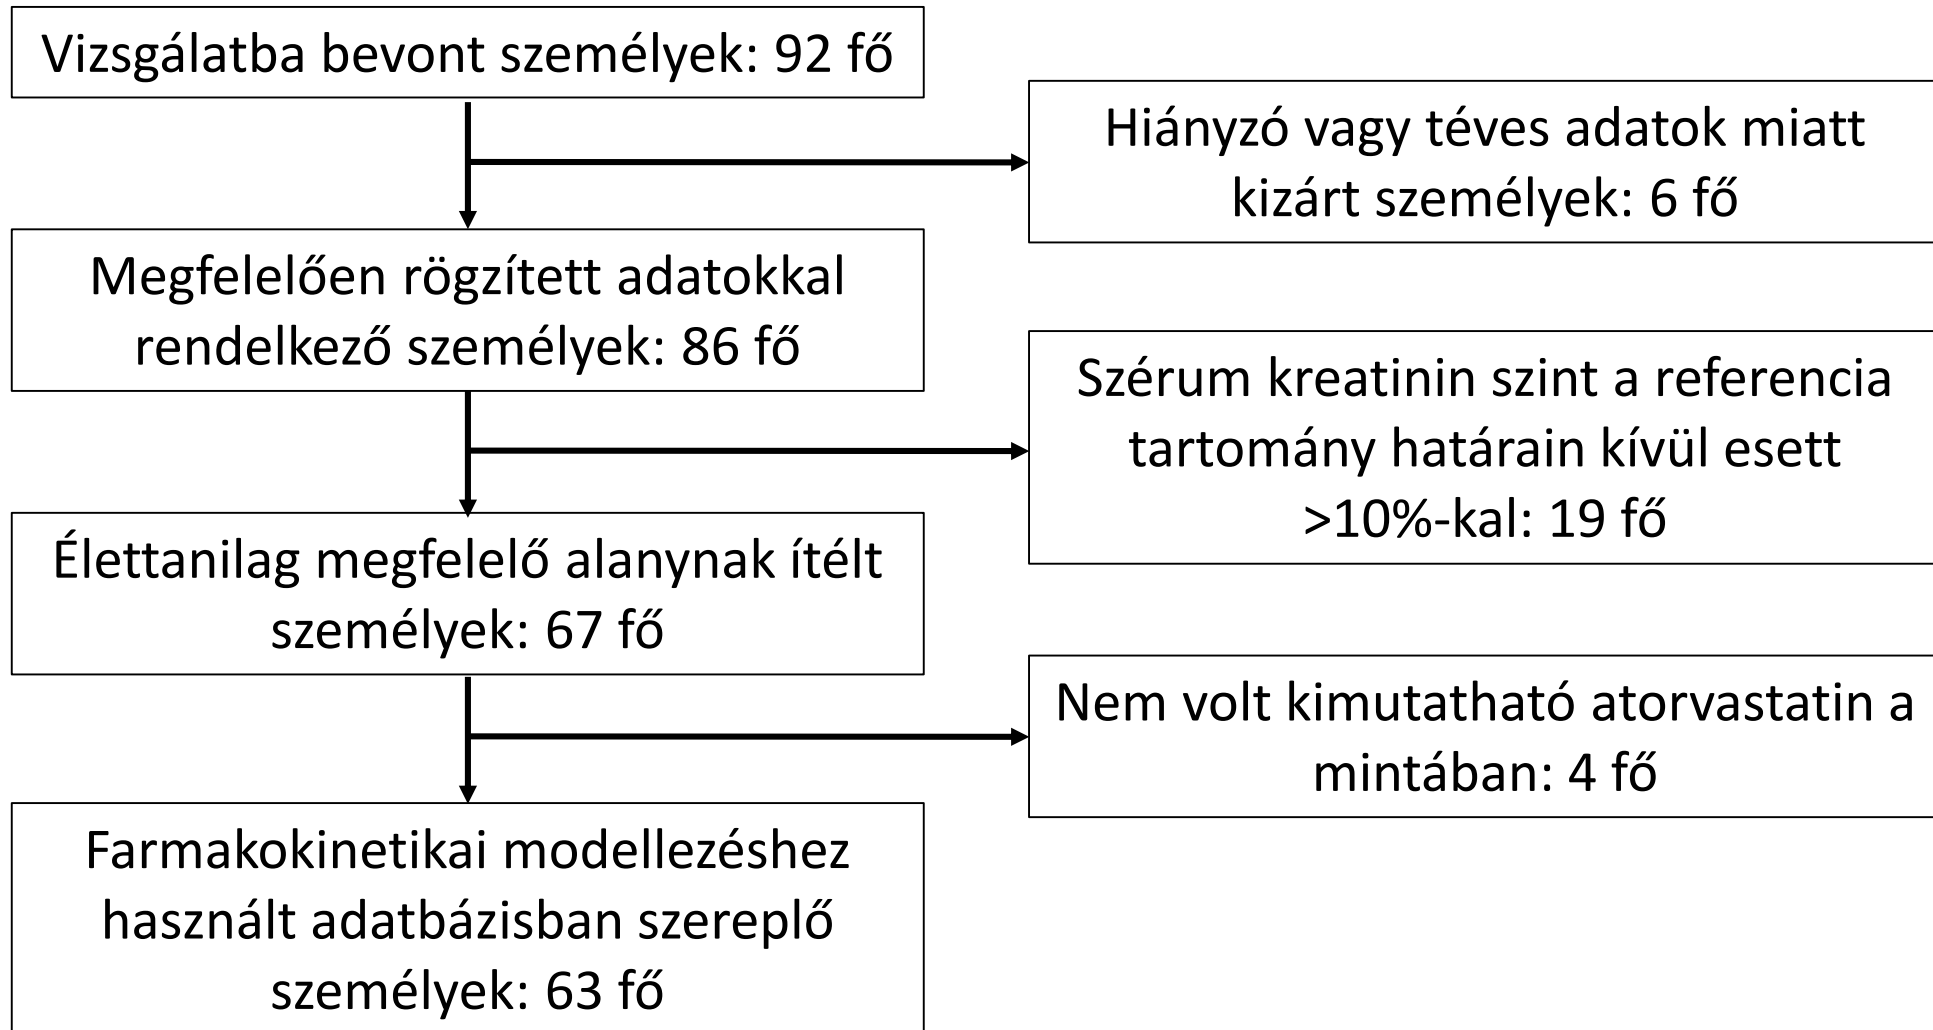 Vizsgálatba bevont személyek: 92 fő
Hiányzó vagy téves adatok miatt
kizárt személyek: 6 fő
Megfelelően rögzített adatokkal
rendelkező személyek: 86 fő
Szérum kreatinin szint a referencia
tartomány határain kívül esett
>10%-kal: 19 fő
Élettanilag megfelelő alanynak ítélt
személyek: 67 fő
Nem volt kimutatható atorvastatin a
mintában: 4 fő
Farmakokinetikai modellezéshez
használt adatbázisban szereplő
személyek: 63 fő